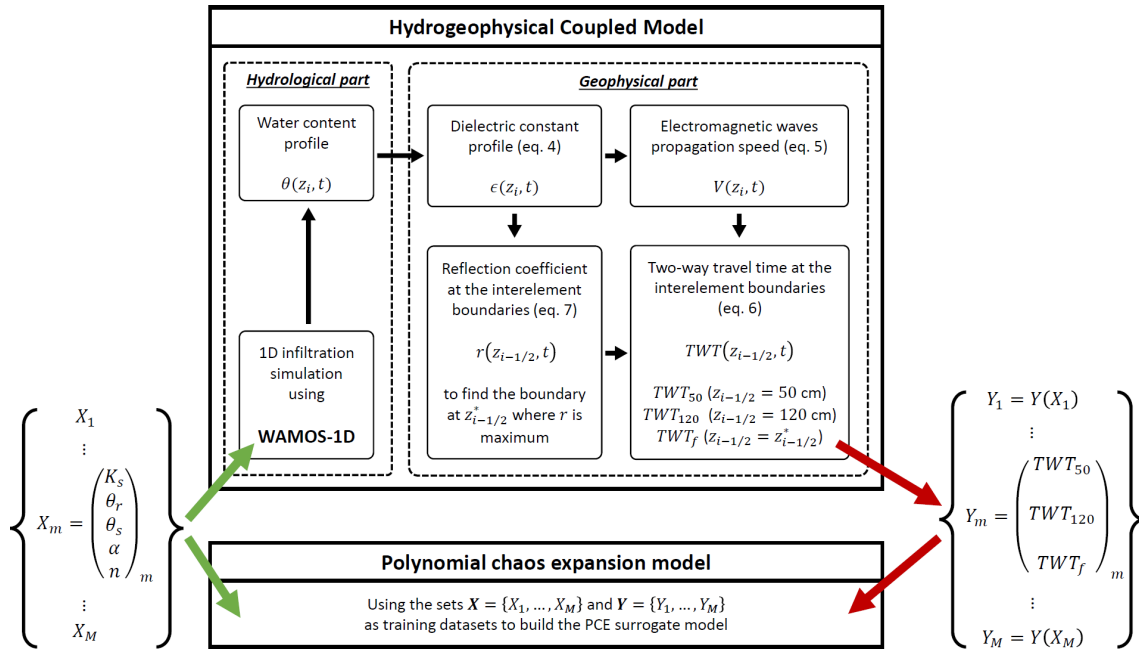 Hydrogeophysical Coupled Model
Hydrological part
Geophysical part
Water content
profile
θ(z_i, t)
Dielectric constant
profile (eq. 4)
ϵ(z_i, t)
Electromagnetic waves
propagation speed (eq. 5)
V(z_i, t)
1D infiltration
simulation
using
WAMOS-1D
Reflection coefficient
at the interelement
boundaries (eq. 7)
r(z_{i−1/2}, t)
to find the boundary
at z*_{i−1/2} where r is
maximum
Two-way travel time at the
interelement boundaries
(eq. 6)
TWT(z_{i−1/2}, t)
TWT_50 (z_{i−1/2} = 50 cm)
TWT_120 (z_{i−1/2} = 120 cm)
TWT_f (z_{i−1/2} = z*_{i−1/2})
X_1
⋮
X_m = (K_s
θ_r
θ_s
α
n)_m
⋮
X_M
Y_1 = Y(X_1)
⋮
Y_m = (TWT_50
TWT_120
TWT_f)_m
⋮
Y_M = Y(X_M)
Polynomial chaos expansion model
Using the sets X = {X_1, …, X_M} and Y = {Y_1, …, Y_M}
as training datasets to build the PCE surrogate model